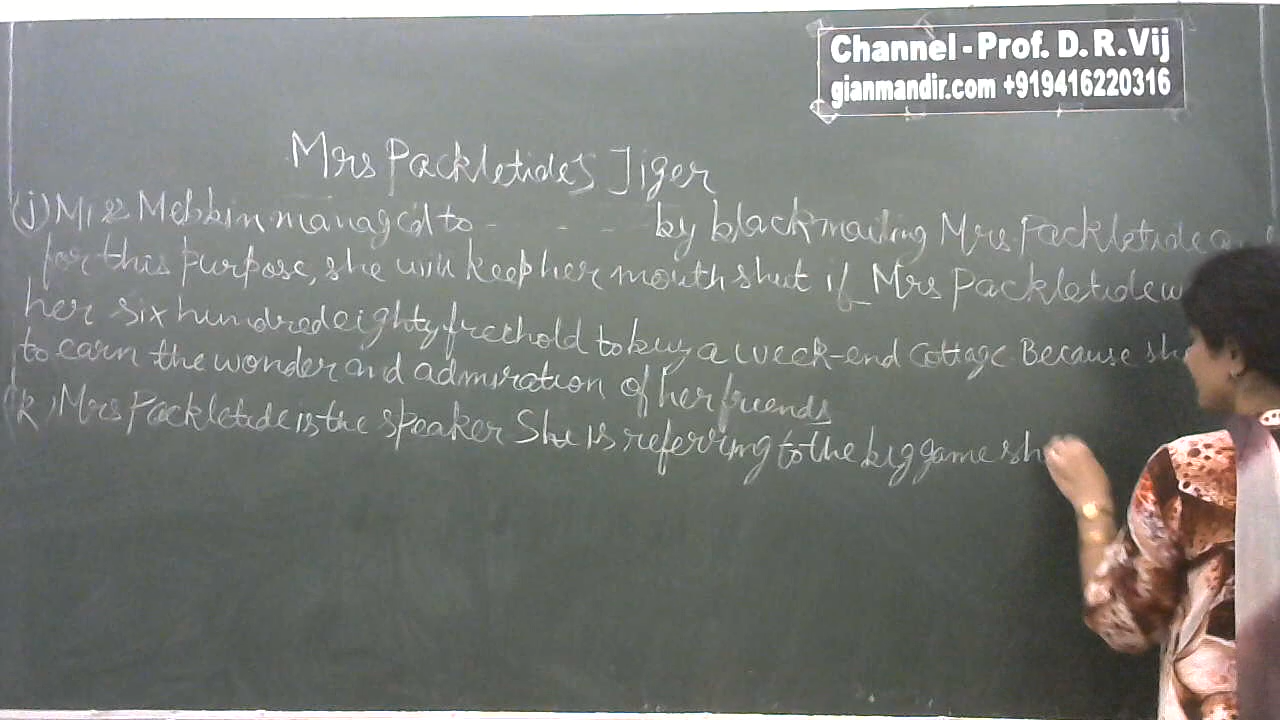 Channel - Prof. D. R. Vij
gianmandir.com +919416220316
Mrs Packletide's Tiger
(j) Miss Mebbin managed to - - - - by blackmailing Mrs. Packletide
for this purpose, she will keep her mouth shut if Mrs Packletide
her six hundred eighty freehold to buy a week-end Cottage. Because
to earn the wonder and admiration of her friends
(k) Mrs Packletide is the speaker She is referring to the big game sh